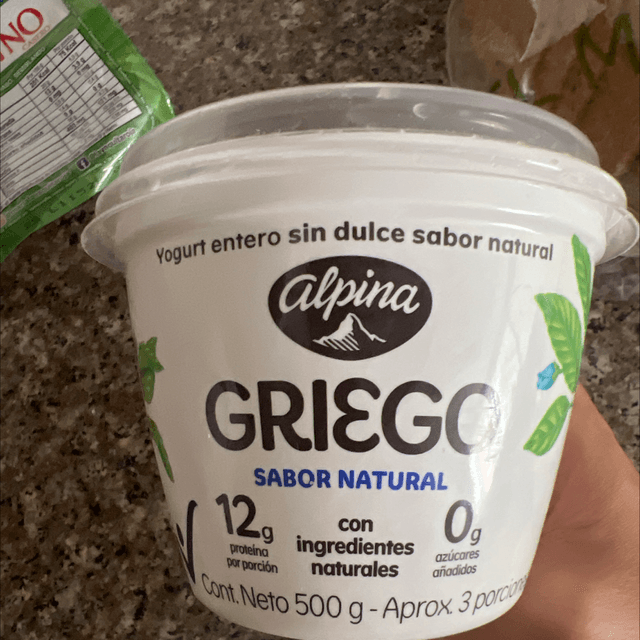 NO
Yogurt entero sin dulce sabor natural
alpina
GRIEGO
SABOR NATURAL
12g
proteína
por porción
con
ingredientes
naturales
0g
azúcares
añadidos
Cont. Neto 500 g - Aprox. 3